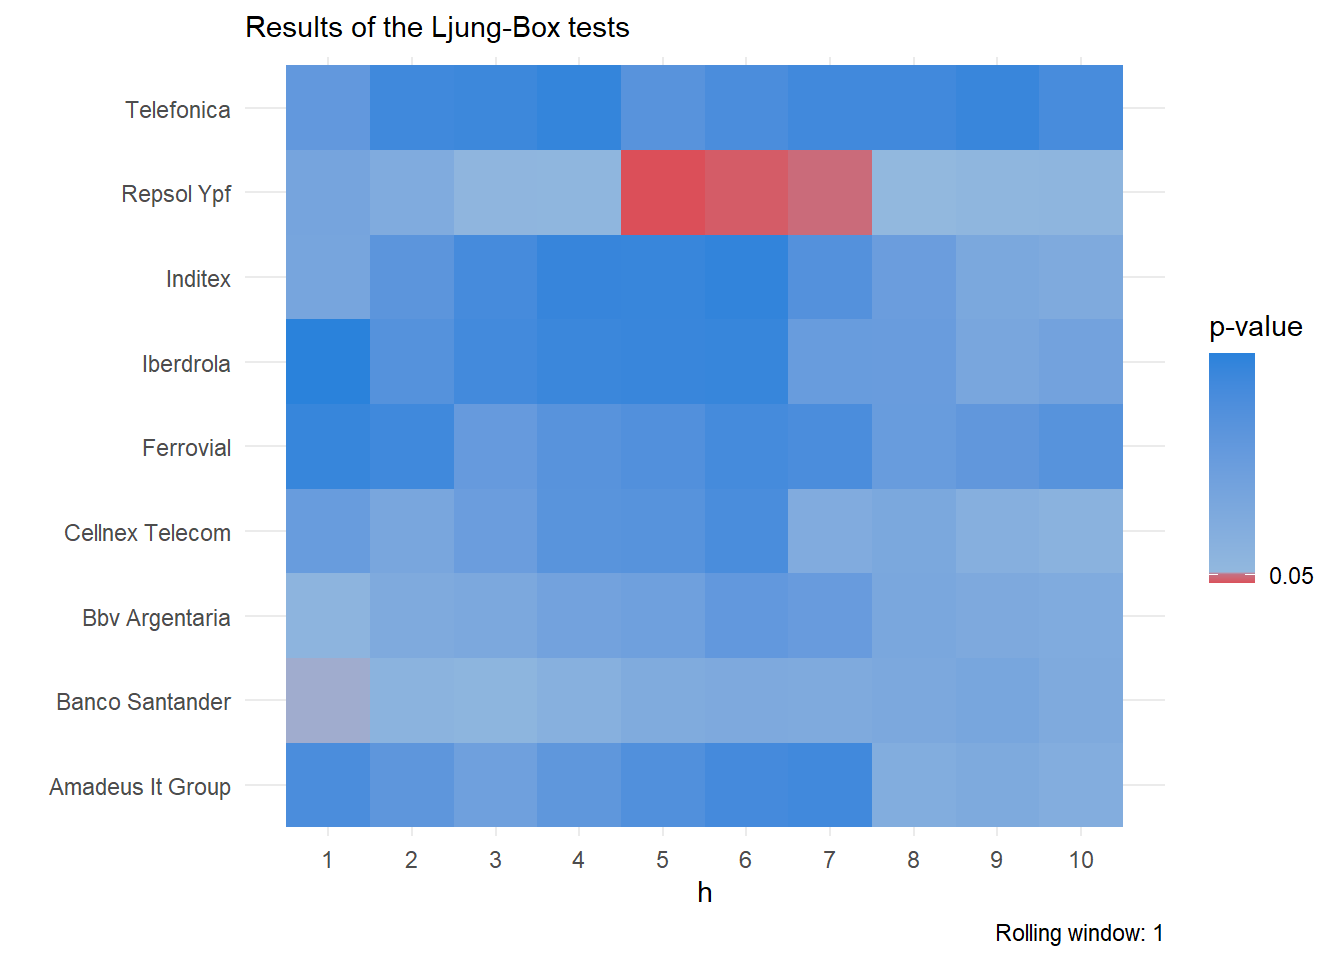 Results of the Ljung-Box tests
Telefonica
Repsol Ypf
Inditex
Iberdrola
Ferrovial
Cellnex Telecom
Bbv Argentaria
Banco Santander
Amadeus It Group
1 2 3 4 5 6 7 8 9 10
h
p-value
0.05
Rolling window: 1